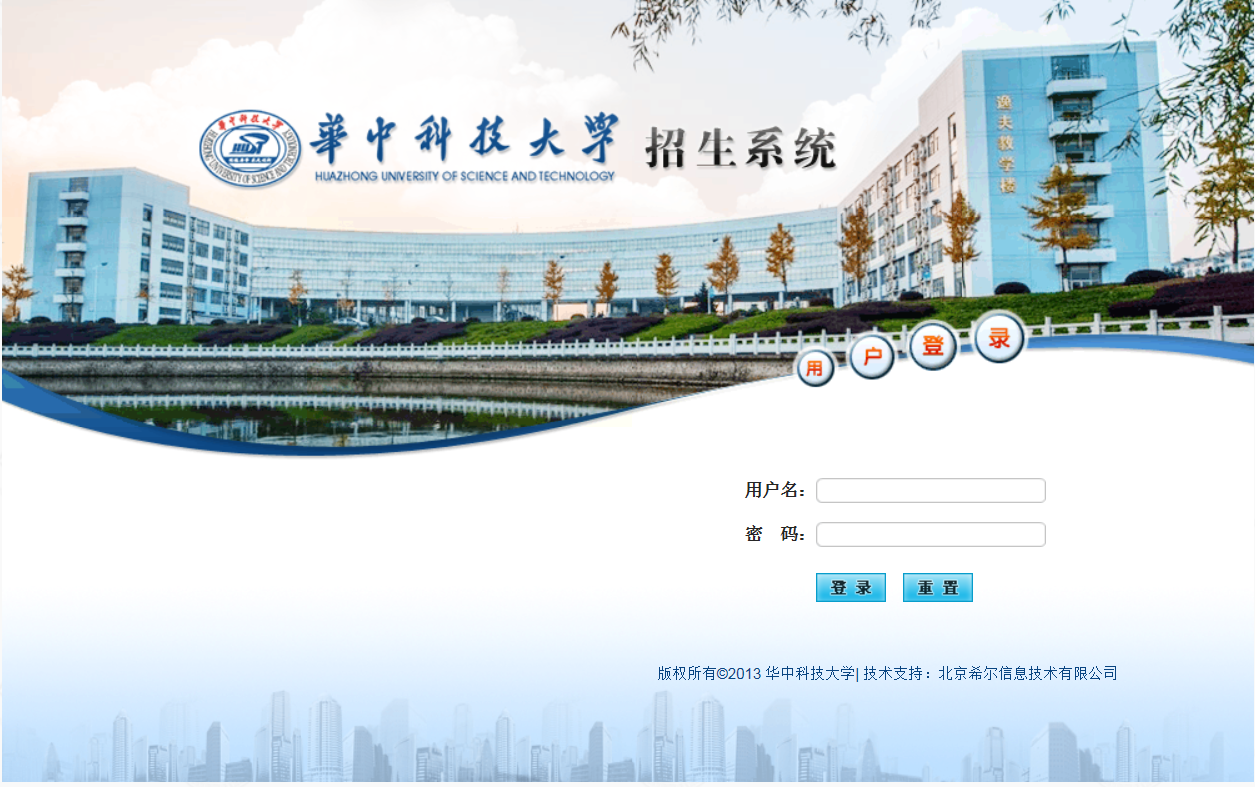 華中科技大學 招生系统
HUAZHONG UNIVERSITY OF SCIENCE AND TECHNOLOGY
逸夫教学楼
用户登录
用户名：
密 码：
登 录 重 置
版权所有©2013 华中科技大学| 技术支持：北京希尔信息技术有限公司